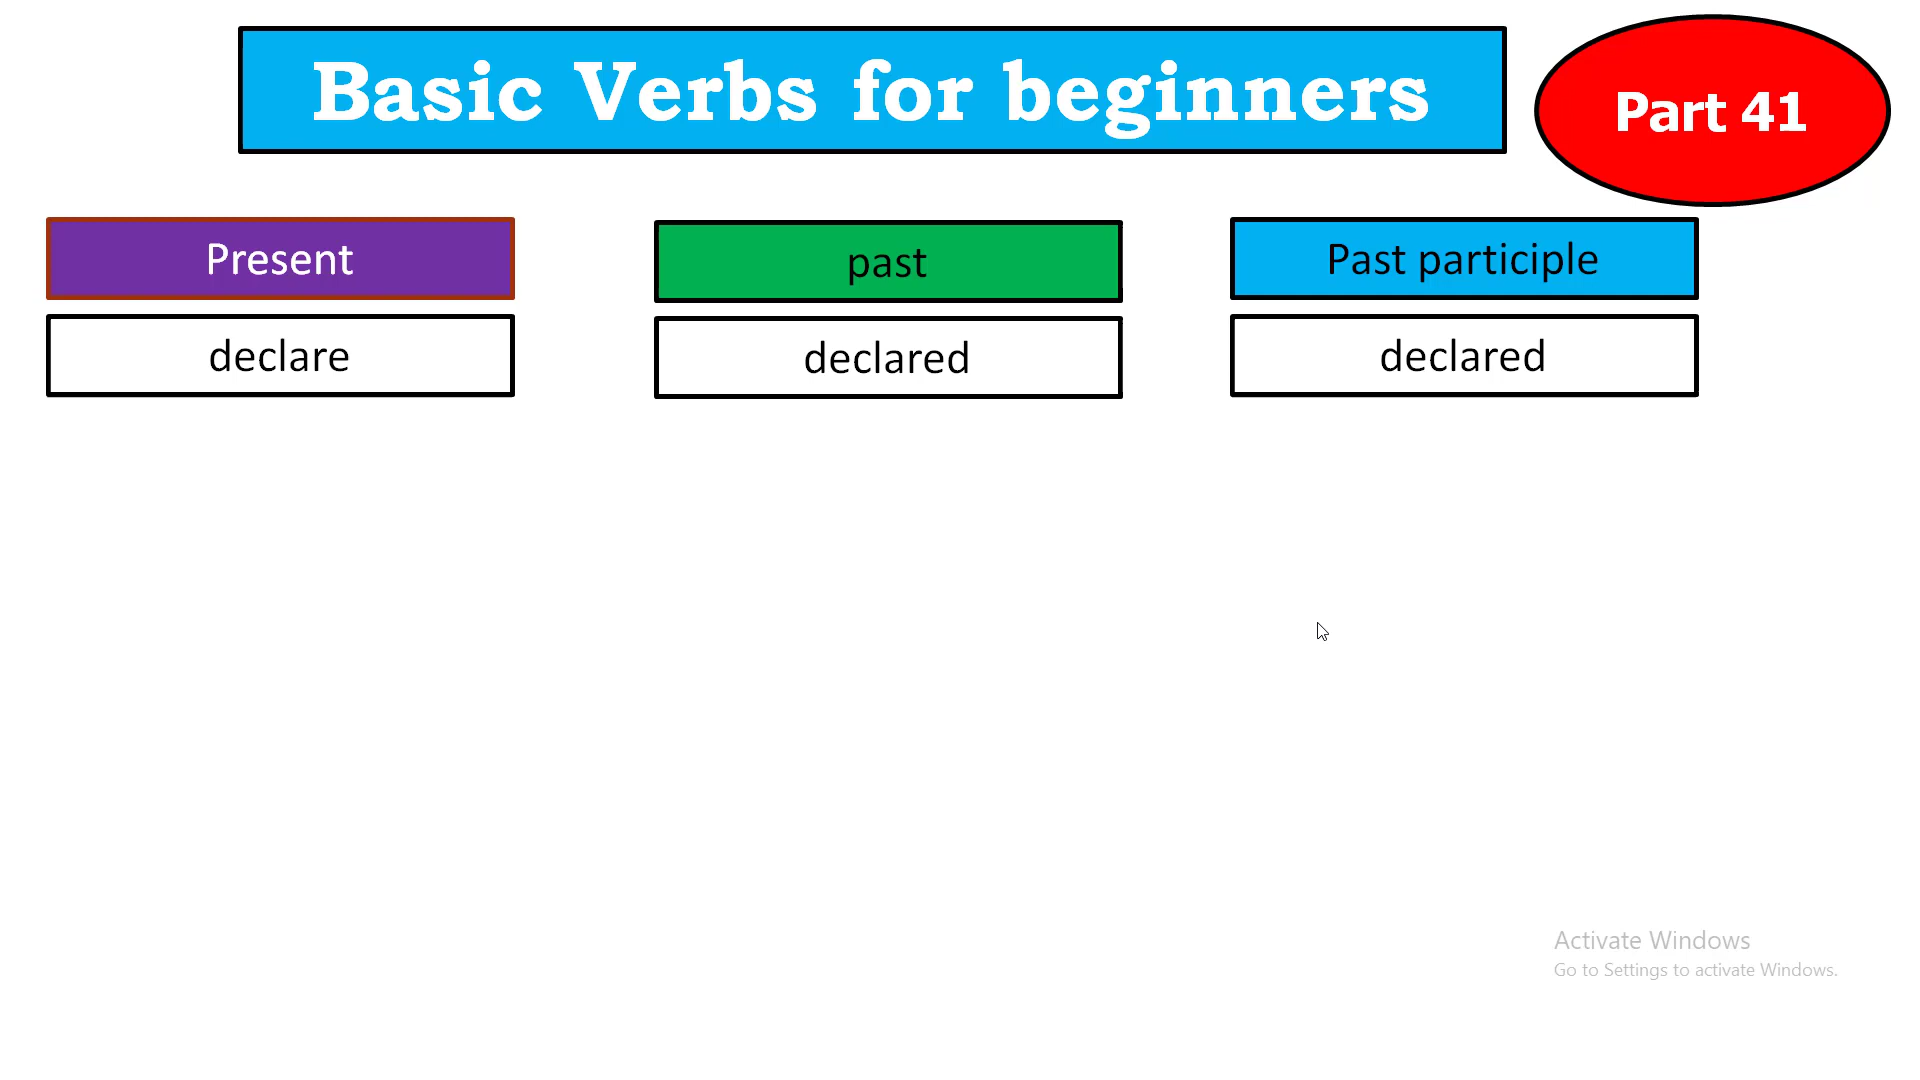 Basic Verbs for beginners
Part 41
Present
past
Past participle
declare
declared
declared
Activate Windows
Go to Settings to activate Windows.